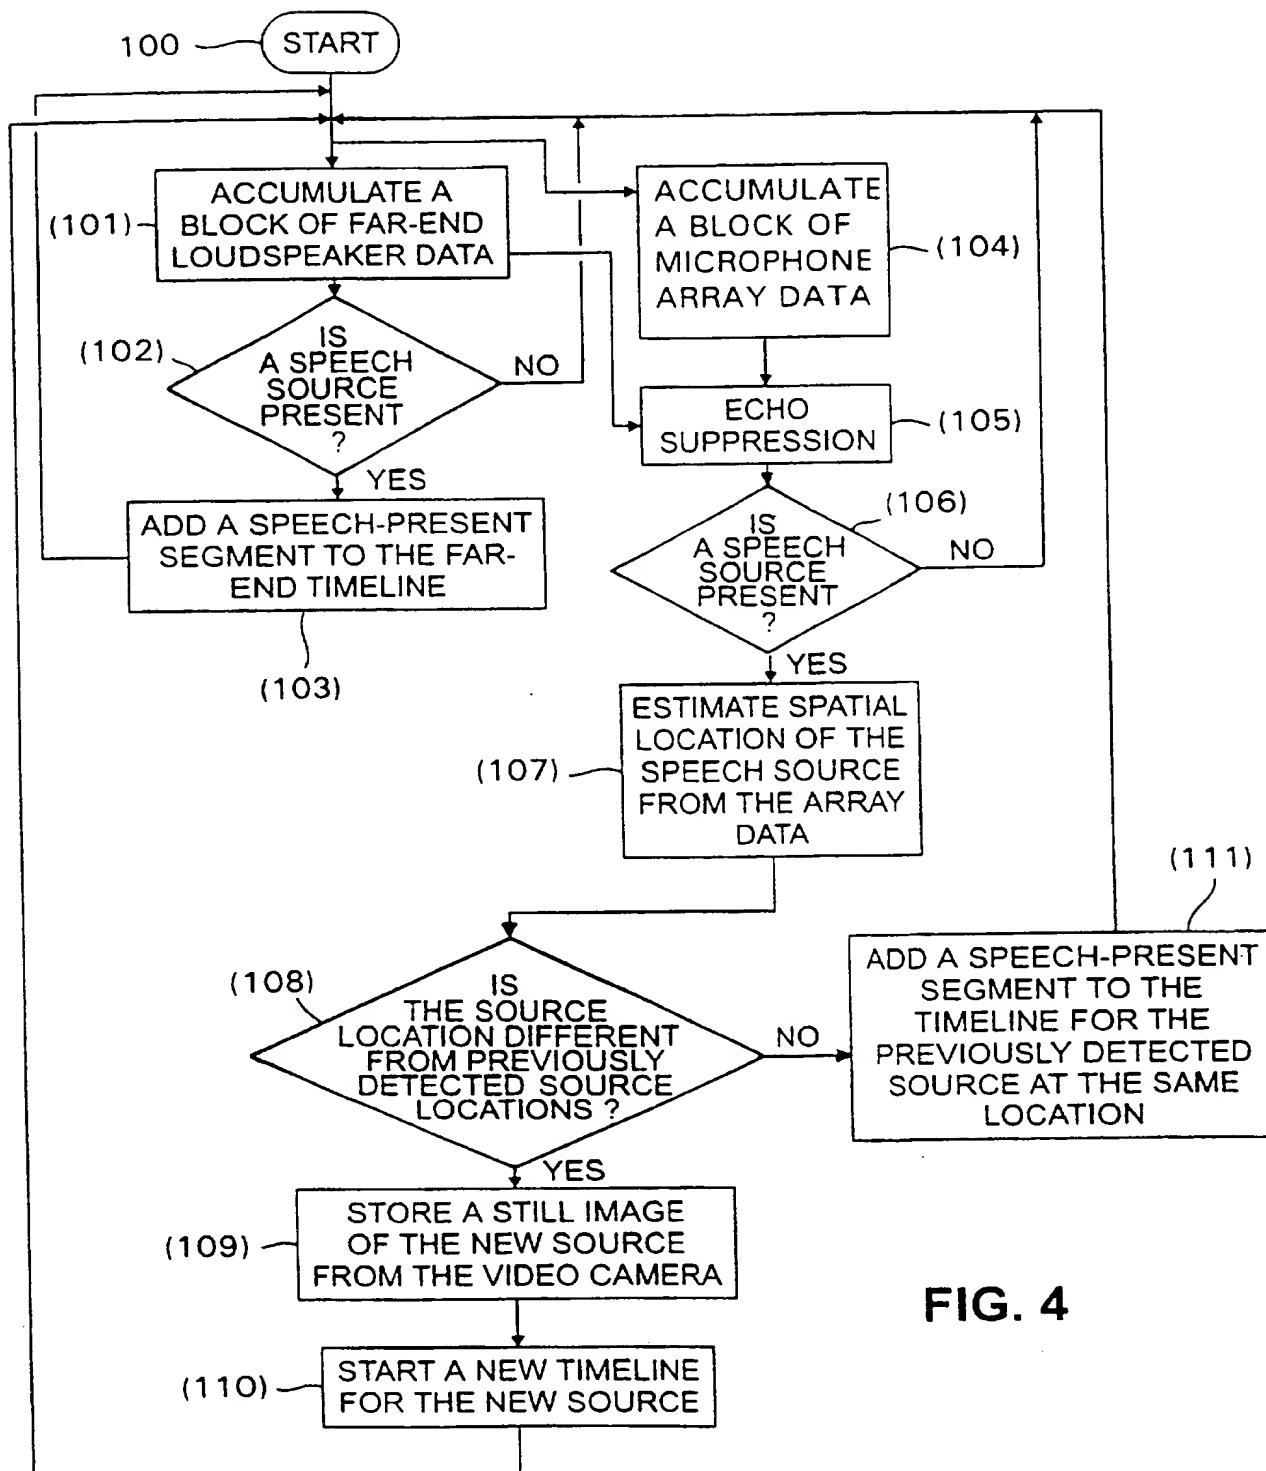 100
START
(101)
ACCUMULATE A
BLOCK OF FAR-END
LOUDSPEAKER DATA
ACCUMULATE
A BLOCK OF
MICROPHONE
ARRAY DATA
(104)
(102)
IS
A SPEECH
SOURCE
PRESENT
?
NO
YES
ECHO
SUPPRESSION
(105)
ADD A SPEECH-PRESENT
SEGMENT TO THE FAR-
END TIMELINE
(103)
(106)
IS
A SPEECH
SOURCE
PRESENT
?
NO
YES
(107)
ESTIMATE SPATIAL
LOCATION OF THE
SPEECH SOURCE
FROM THE ARRAY
DATA
(108)
IS
THE SOURCE
LOCATION DIFFERENT
FROM PREVIOUSLY
DETECTED SOURCE
LOCATIONS ?
NO
YES
(111)
ADD A SPEECH-PRESENT
SEGMENT TO THE
TIMELINE FOR THE
PREVIOUSLY DETECTED
SOURCE AT THE SAME
LOCATION
(109)
STORE A STILL IMAGE
OF THE NEW SOURCE
FROM THE VIDEO CAMERA
(110)
START A NEW TIMELINE
FOR THE NEW SOURCE
FIG. 4